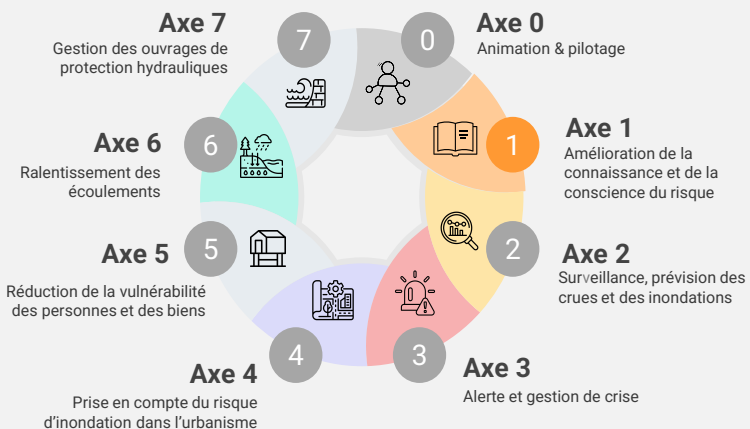 0
Axe 0
Animation & pilotage
1
Axe 1
Amélioration de la
connaissance et de la
conscience du risque
2
Axe 2
Surveillance, prévision des
crues et des inondations
3
Axe 3
Alerte et gestion de crise
4
Axe 4
Prise en compte du risque
d'inondation dans l'urbanisme
5
Axe 5
Réduction de la vulnérabilité
des personnes et des biens
6
Axe 6
Ralentissement des
écoulements
7
Axe 7
Gestion des ouvrages de
protection hydrauliques